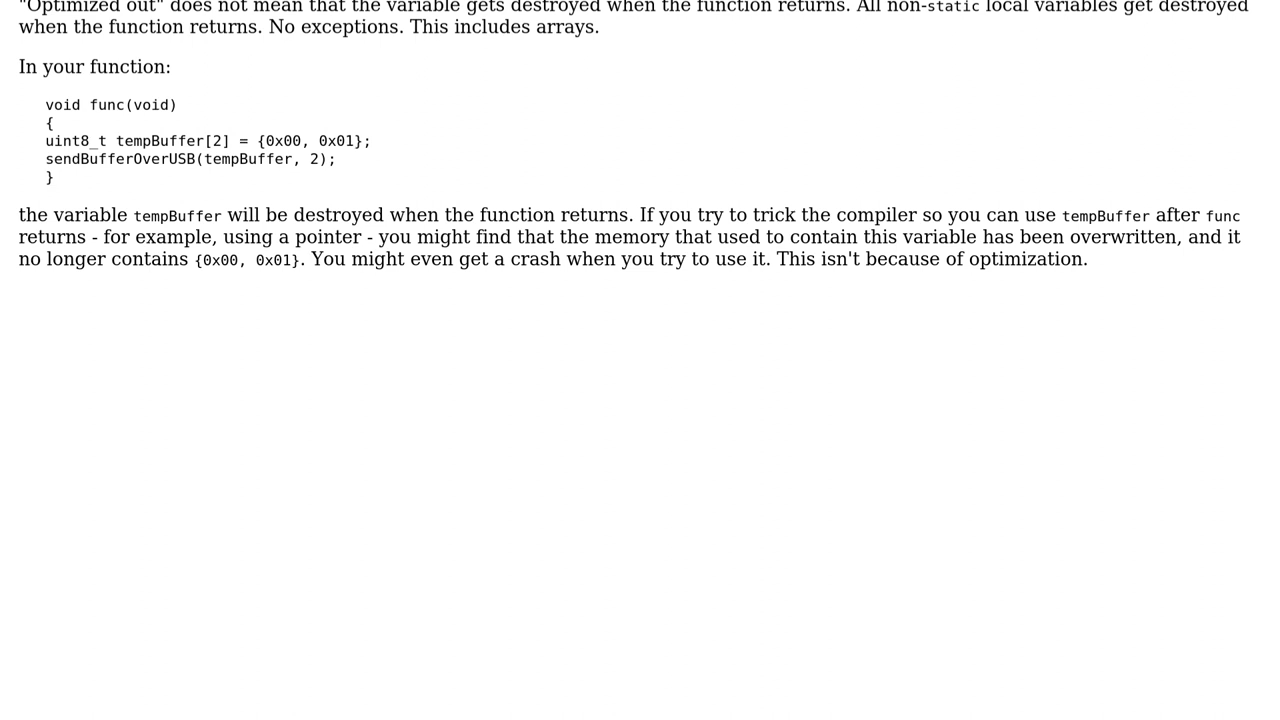 "Optimized out" does not mean that the variable gets destroyed when the function returns. All non-static local variables get destroyed
when the function returns. No exceptions. This includes arrays.
In your function:
void func(void)
{
uint8_t tempBuffer[2] = {0x00, 0x01};
sendBufferOverUSB(tempBuffer, 2);
}
the variable tempBuffer will be destroyed when the function returns. If you try to trick the compiler so you can use tempBuffer after func
returns - for example, using a pointer - you might find that the memory that used to contain this variable has been overwritten, and it
no longer contains {0x00, 0x01}. You might even get a crash when you try to use it. This isn't because of optimization.